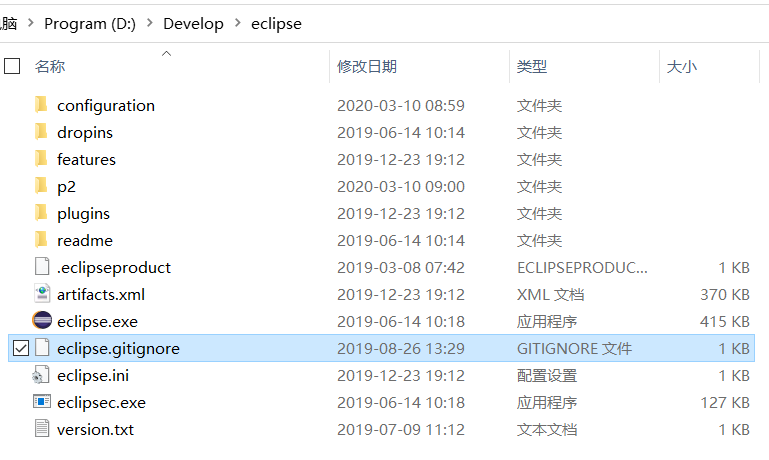 脑 > Program (D:) > Develop > eclipse
名称 修改日期 类型 大小
configuration 2020-03-10 08:59 文件夹
dropins 2019-06-14 10:14 文件夹
features 2019-12-23 19:12 文件夹
p2 2020-03-10 09:00 文件夹
plugins 2019-12-23 19:12 文件夹
readme 2019-06-14 10:14 文件夹
.eclipseproduct 2019-03-08 07:42 ECLIPSEPRODUC... 1 KB
artifacts.xml 2019-12-23 19:12 XML 文档 370 KB
eclipse.exe 2019-06-14 10:18 应用程序 415 KB
eclipse.gitignore 2019-08-26 13:29 GITIGNORE 文件 1 KB
eclipse.ini 2019-12-23 19:12 配置设置 1 KB
eclipsec.exe 2019-06-14 10:18 应用程序 127 KB
version.txt 2019-07-09 11:12 文本文档 1 KB